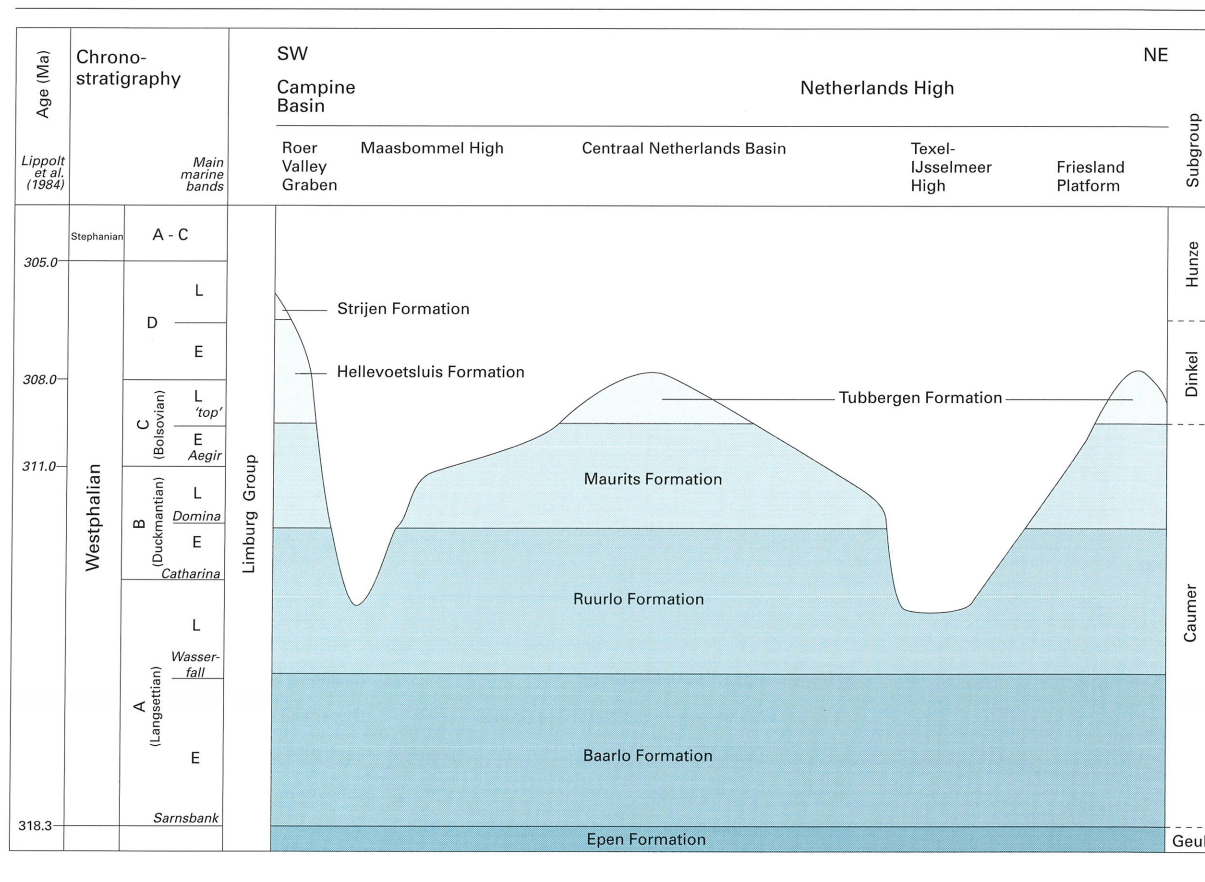 Age (Ma)
Lippolt
et al.
(1984)
Chrono-
stratigraphy
Main
marine
bands
SW
NE
Campine
Basin
Netherlands High
Roer
Valley
Graben
Maasbommel High
Centraal Netherlands Basin
Texel-
IJsselmeer
High
Friesland
Platform
Subgroup
Stephanian
A - C
305.0
L
D
E
308.0
L
'top'
C
(Bolsovian)
E
Aegir
311.0
L
Domina
B
(Duckmantian)
E
Catharina
Westphalian
L
Wasser-
fall
A
(Langsettian)
E
Sarnsbank
318.3
Limburg Group
Strijen Formation
Hellevoetsluis Formation
Tubbergen Formation
Maurits Formation
Ruurlo Formation
Baarlo Formation
Epen Formation
Hunze
Dinkel
Caumer
Geul